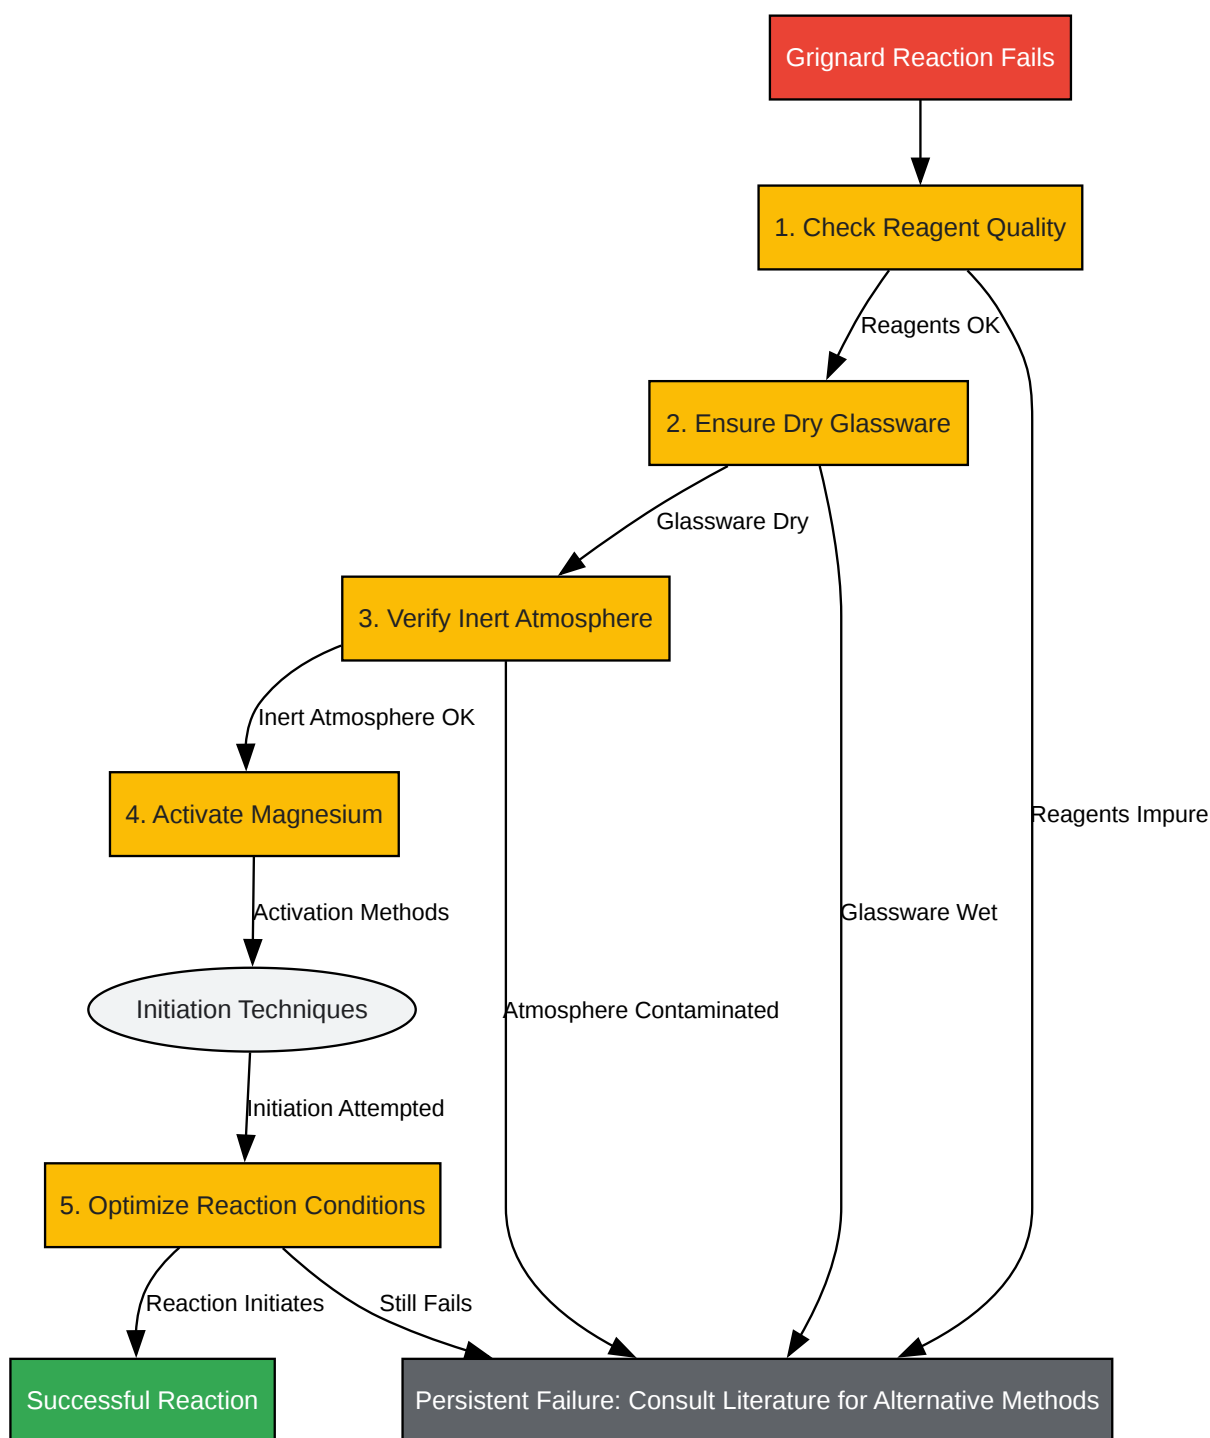 Grignard Reaction Fails
1. Check Reagent Quality
Reagents OK
2. Ensure Dry Glassware
Glassware Dry
3. Verify Inert Atmosphere
Inert Atmosphere OK
4. Activate Magnesium
Reagents Impure
Activation Methods
Glassware Wet
Initiation Techniques
Atmosphere Contaminated
Initiation Attempted
5. Optimize Reaction Conditions
Reaction Initiates
Still Fails
Successful Reaction
Persistent Failure: Consult Literature for Alternative Methods